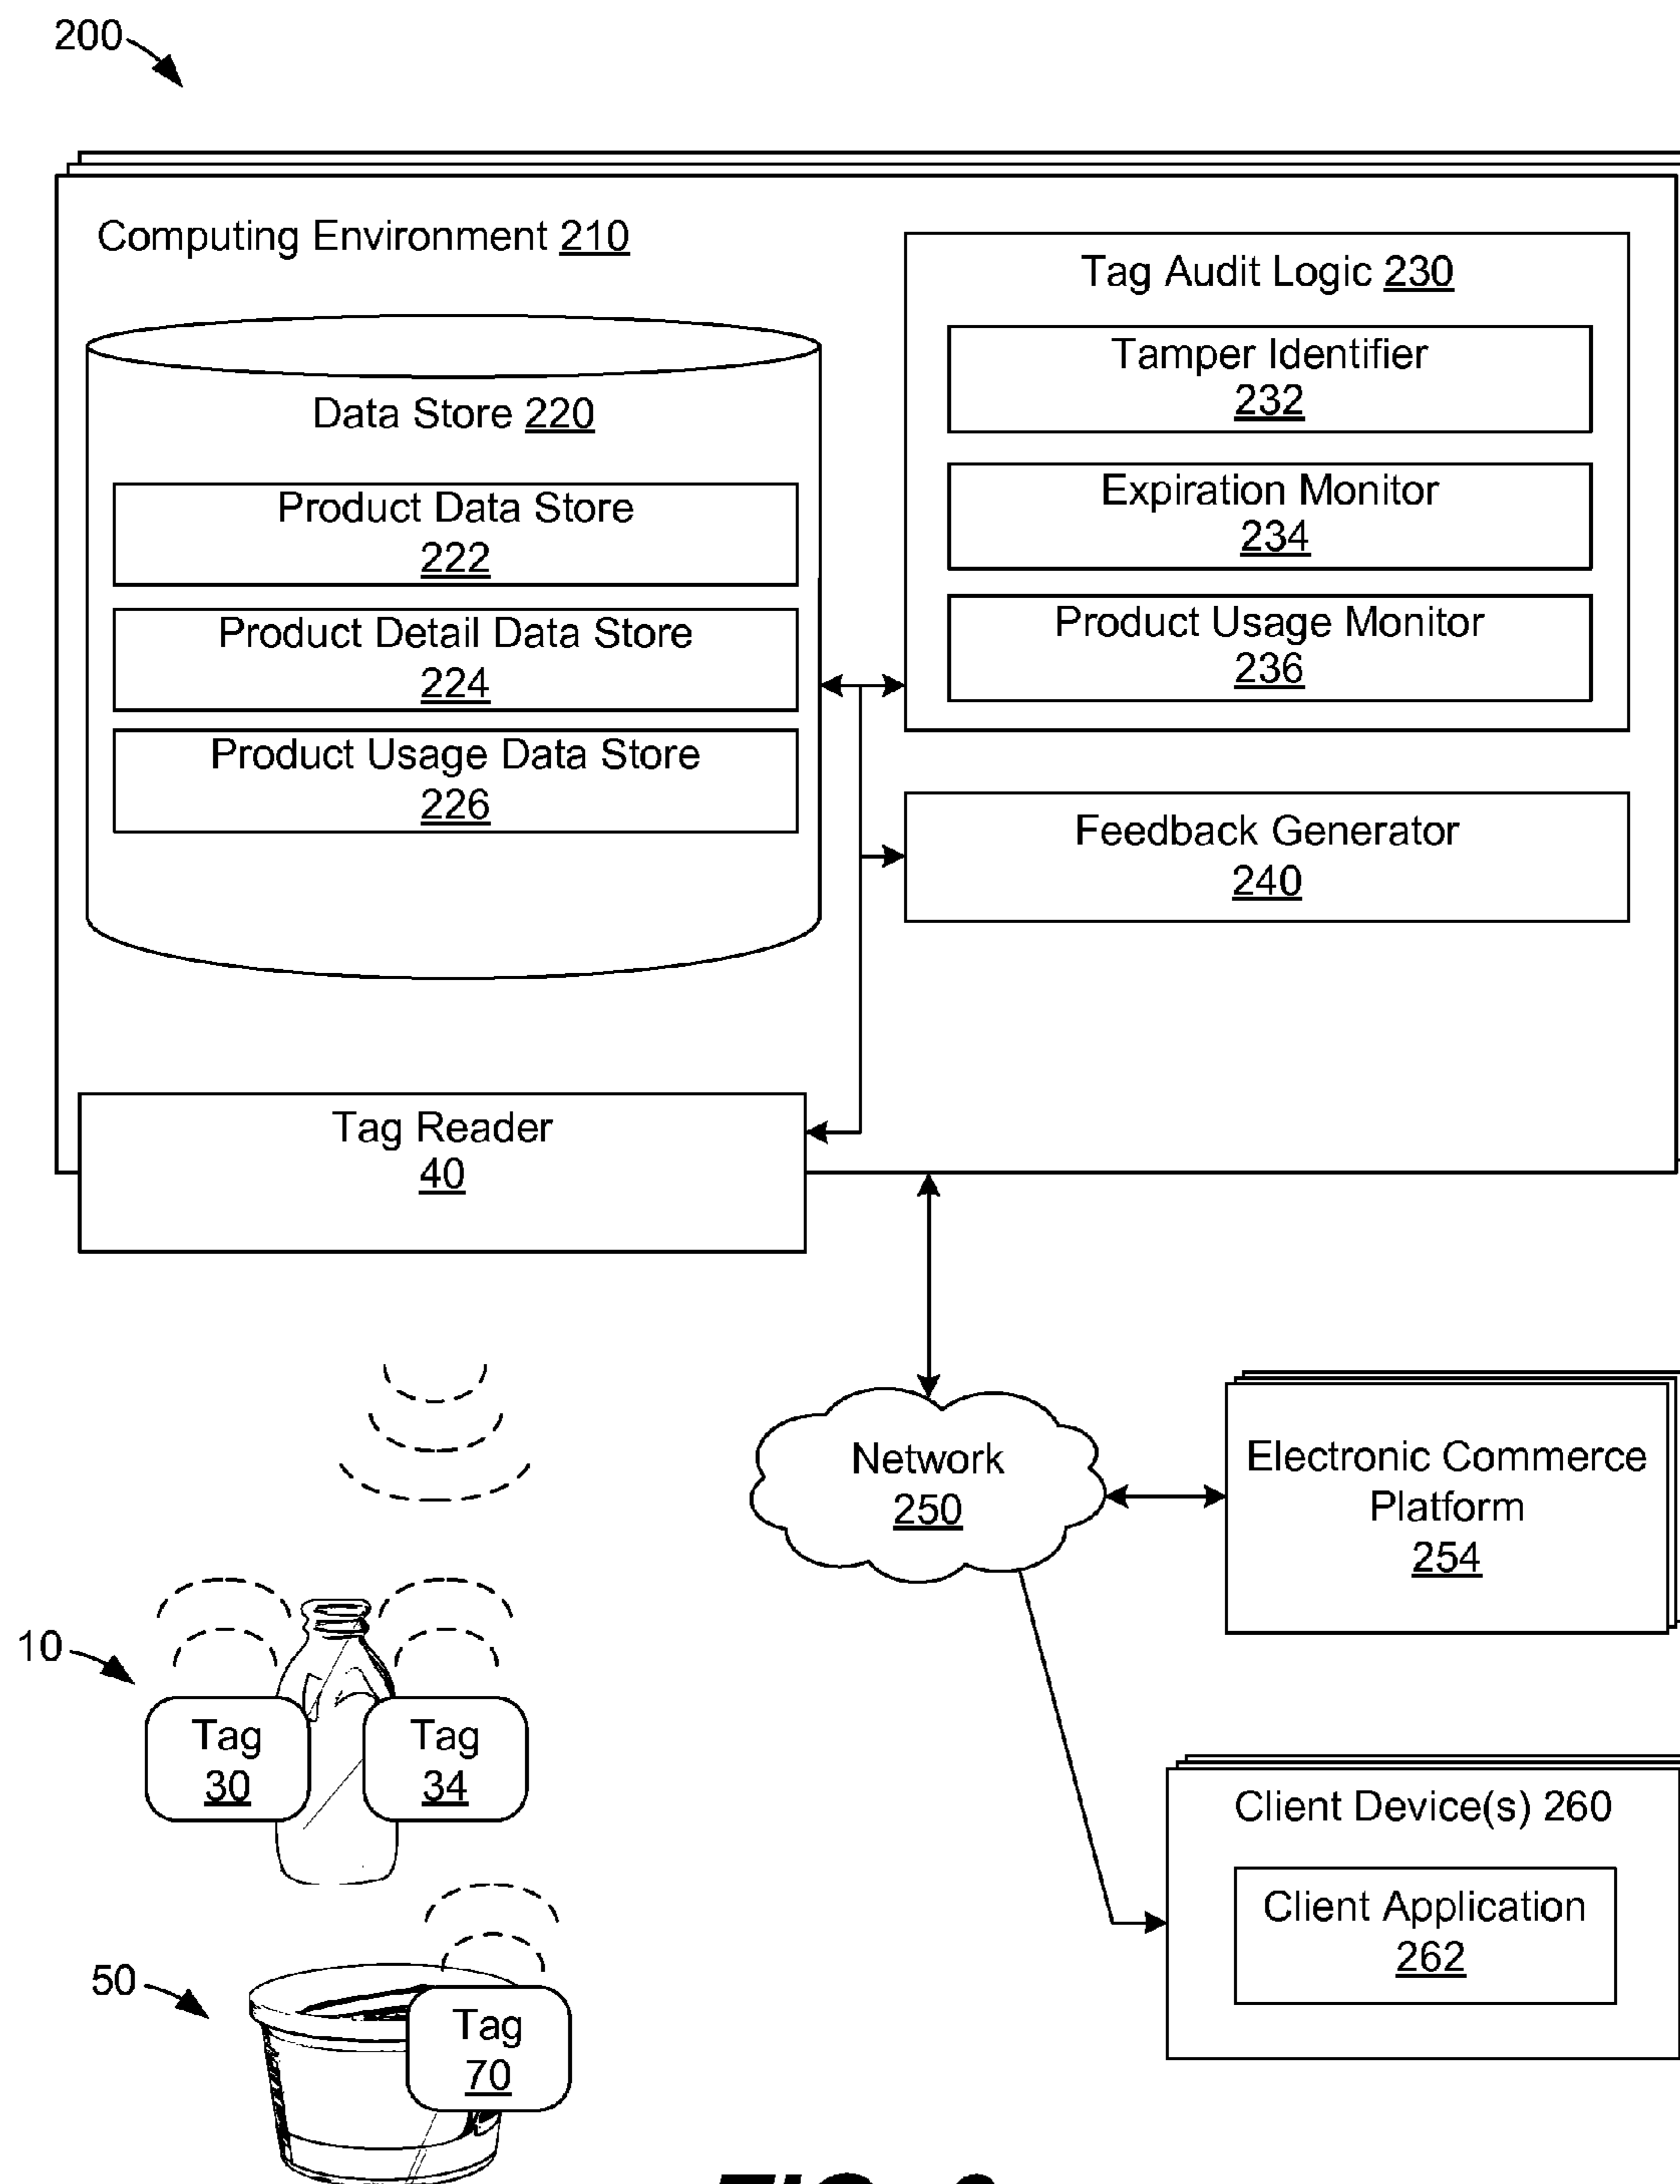 200
Computing Environment 210
Data Store 220
Product Data Store
222
Product Detail Data Store
224
Product Usage Data Store
226
Tag Audit Logic 230
Tamper Identifier
232
Expiration Monitor
234
Product Usage Monitor
236
Feedback Generator
240
Tag Reader
40
Network
250
Electronic Commerce
Platform
254
10
Tag
30
Tag
34
Client Device(s) 260
Client Application
262
50
Tag
70